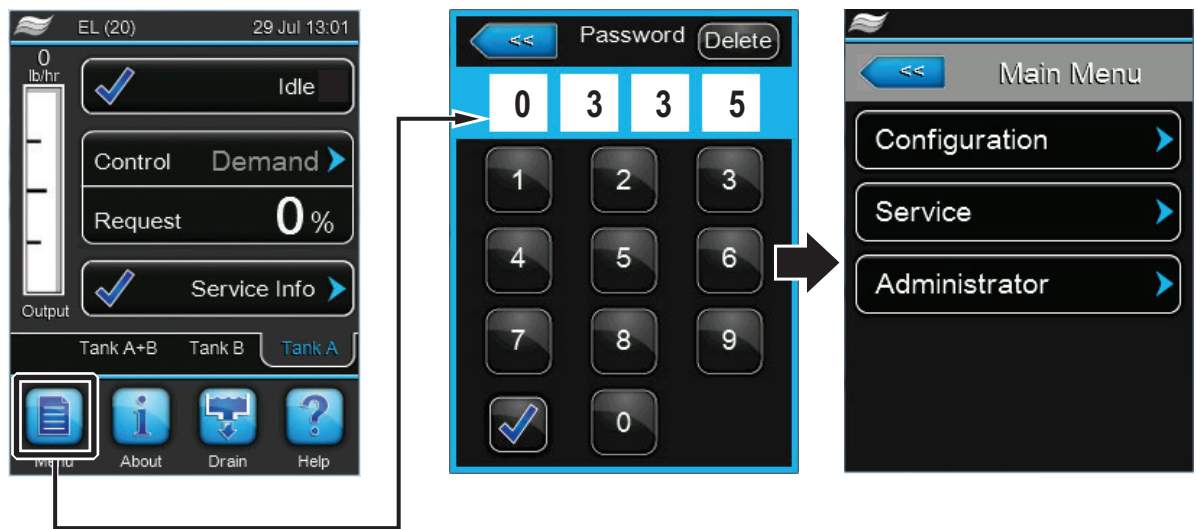 EL (20) 29 Jul 13:01
0
lb/hr
Idle
Control Demand
Request 0 %
Service Info
Output
Tank A+B Tank B Tank A
Menu About Drain Help
<< Password Delete
0 3 3 5
1 2 3
4 5 6
7 8 9
0
<< Main Menu
Configuration
Service
Administrator